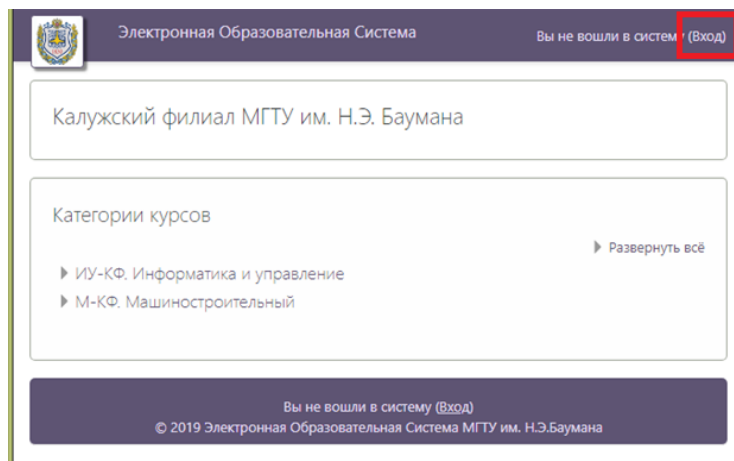 Электронная Образовательная Система
Вы не вошли в систему (Вход)
Калужский филиал МГТУ им. Н.Э. Баумана
Категории курсов
Развернуть всё
ИУ-КФ. Информатика и управление
М-КФ. Машиностроительный
Вы не вошли в систему (Вход)
© 2019 Электронная Образовательная Система МГТУ им. Н.Э.Баумана